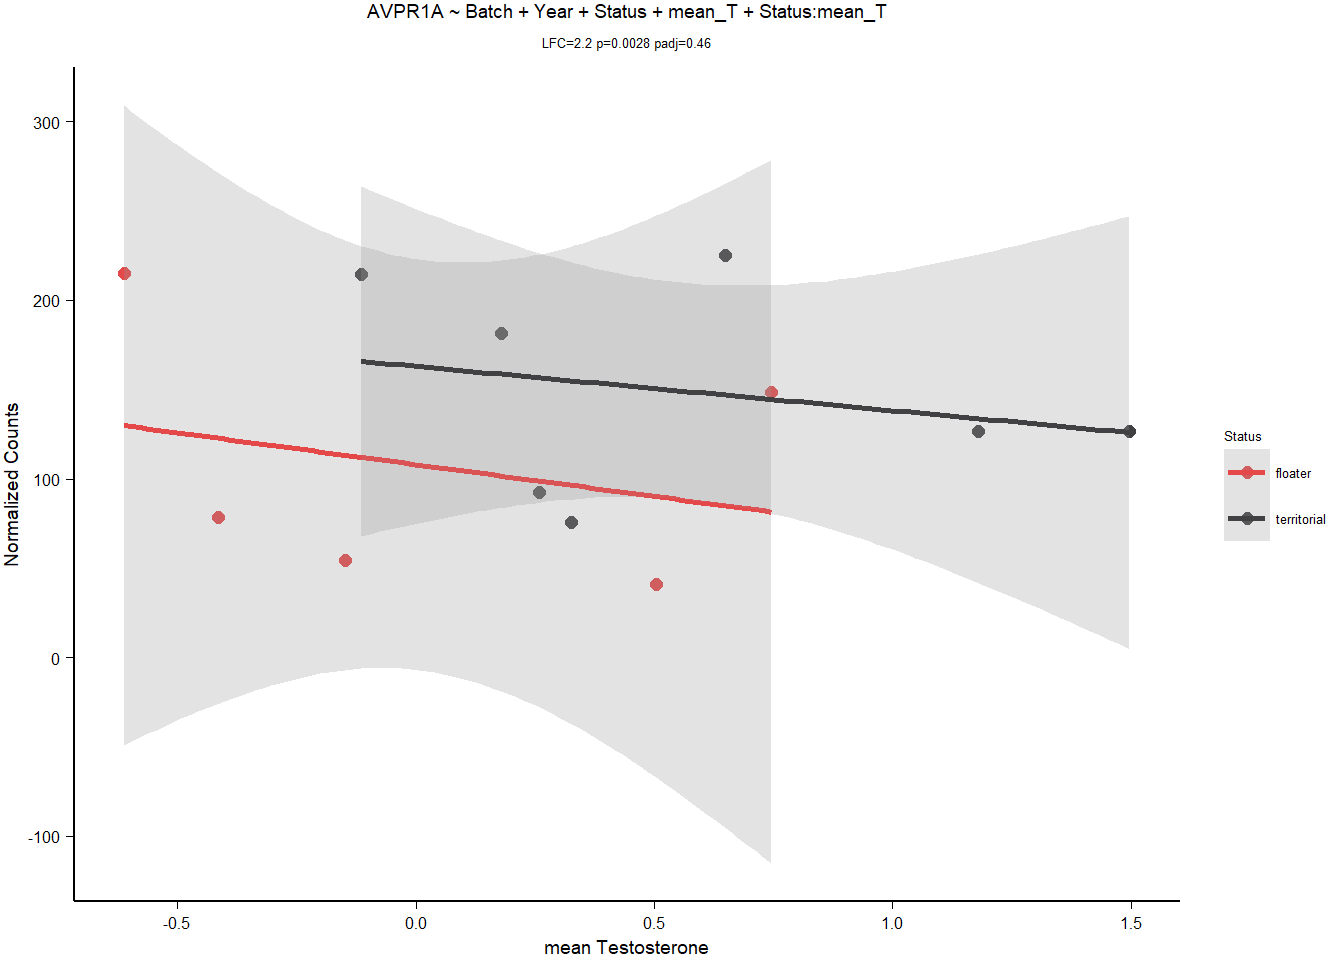 AVPR1A ~ Batch + Year + Status + mean_T + Status:mean_T
LFC=2.2 p=0.0028 padj=0.46
300
200
100
0
-100
Normalized Counts
-0.5
0.0
0.5
1.0
1.5
mean Testosterone
Status
floater
territorial